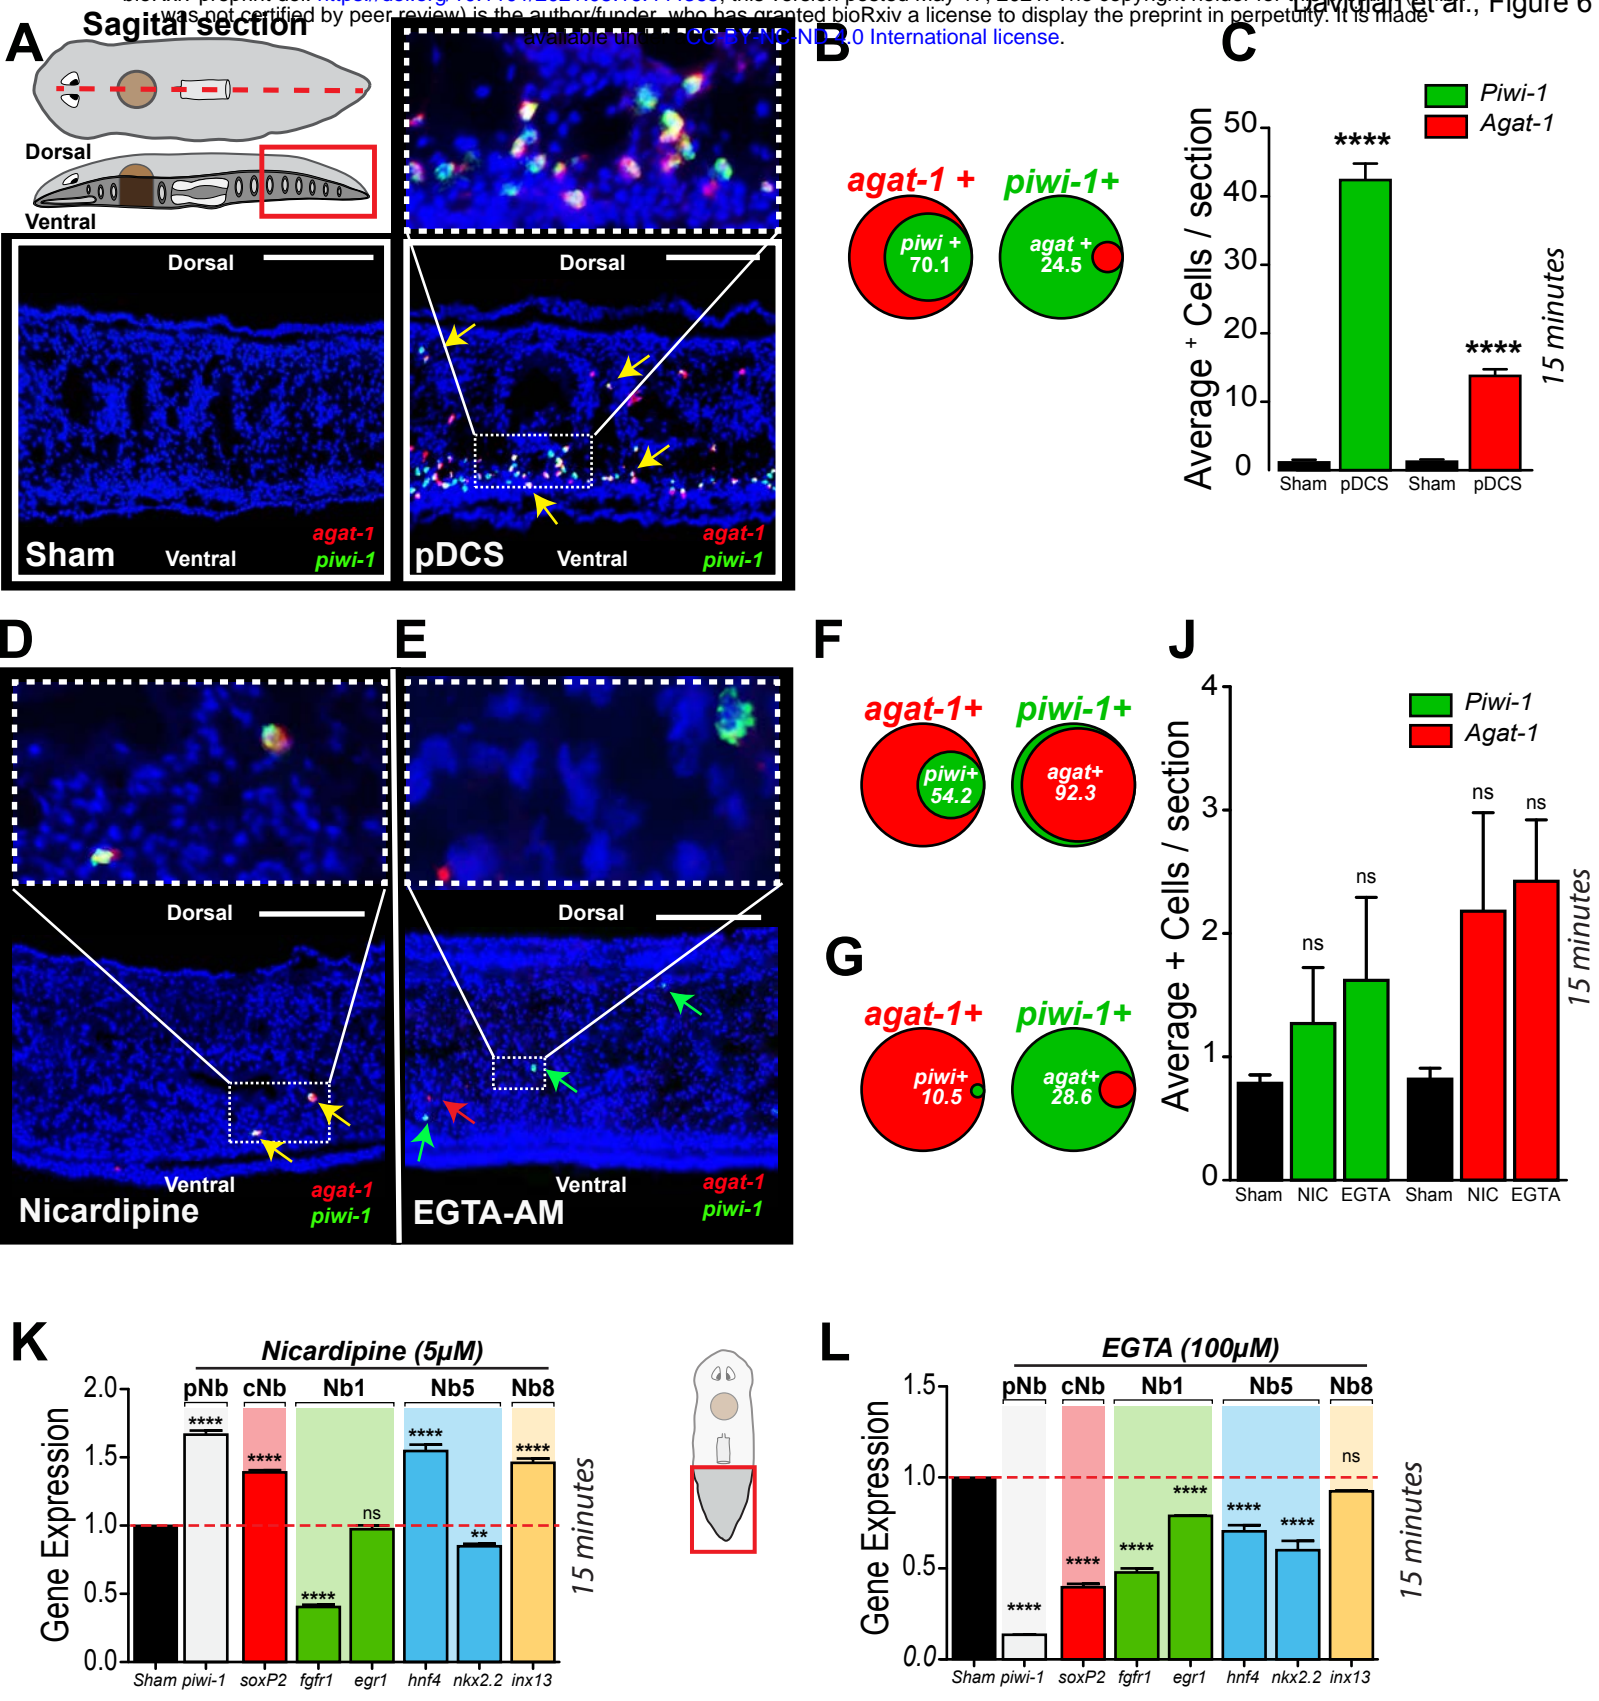 was not certified by peer review) is the author/funder, who has granted bioRxiv a license to display the preprint in perpetuity. It is made
4.0 International license.
Figure 6
A
Sagital section
Dorsal
Ventral
Dorsal
Sham
Ventral
agat-1
piwi-1
Dorsal
pDCS
Ventral
agat-1
piwi-1
B
agat-1 +
piwi +
70.1
piwi-1+
agat +
24.5
C
Piwi-1
Agat-1
Average + Cells / section
50
40
30
20
10
0
****
****
Sham pDCS Sham pDCS
15 minutes
D
Dorsal
Ventral
Nicardipine
agat-1
piwi-1
E
Dorsal
Ventral
EGTA-AM
agat-1
piwi-1
F
agat-1+
piwi+
54.2
piwi-1+
agat+
92.3
G
agat-1+
piwi+
10.5
piwi-1+
agat+
28.6
J
Piwi-1
Agat-1
Average + Cells / section
4
3
2
1
0
ns
ns
ns
ns
Sham NIC EGTA Sham NIC EGTA
15 minutes
K
Nicardipine (5µM)
pNb cNb Nb1 Nb5 Nb8
Gene Expression
2.0
1.5
1.0
0.5
0.0
****
****
****
ns
****
**
****
Sham piwi-1 soxP2 fgfr1 egr1 hnf4 nkx2.2 inx13
15 minutes
L
EGTA (100µM)
pNb cNb Nb1 Nb5 Nb8
Gene Expression
1.5
1.0
0.5
0.0
****
****
****
****
****
****
ns
Sham piwi-1 soxP2 fgfr1 egr1 hnf4 nkx2.2 inx13
15 minutes